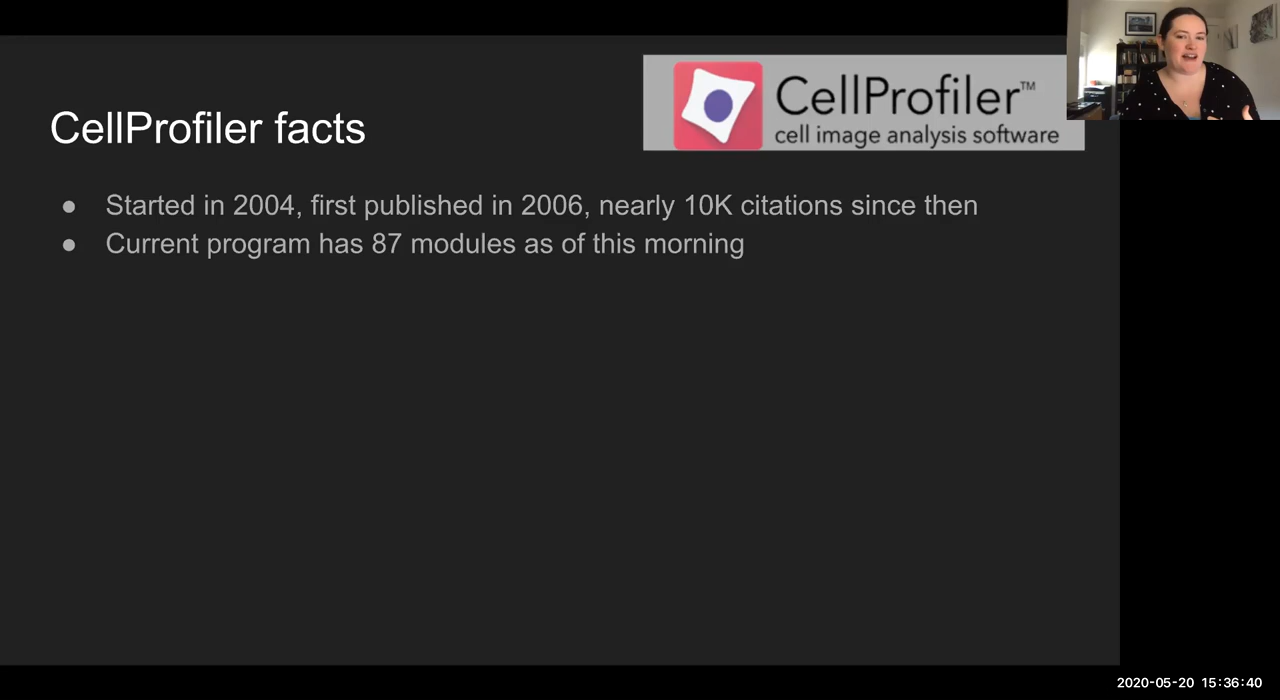 CellProfiler™
cell image analysis software
CellProfiler facts
● Started in 2004, first published in 2006, nearly 10K citations since then
● Current program has 87 modules as of this morning
2020-05-20 15:36:40